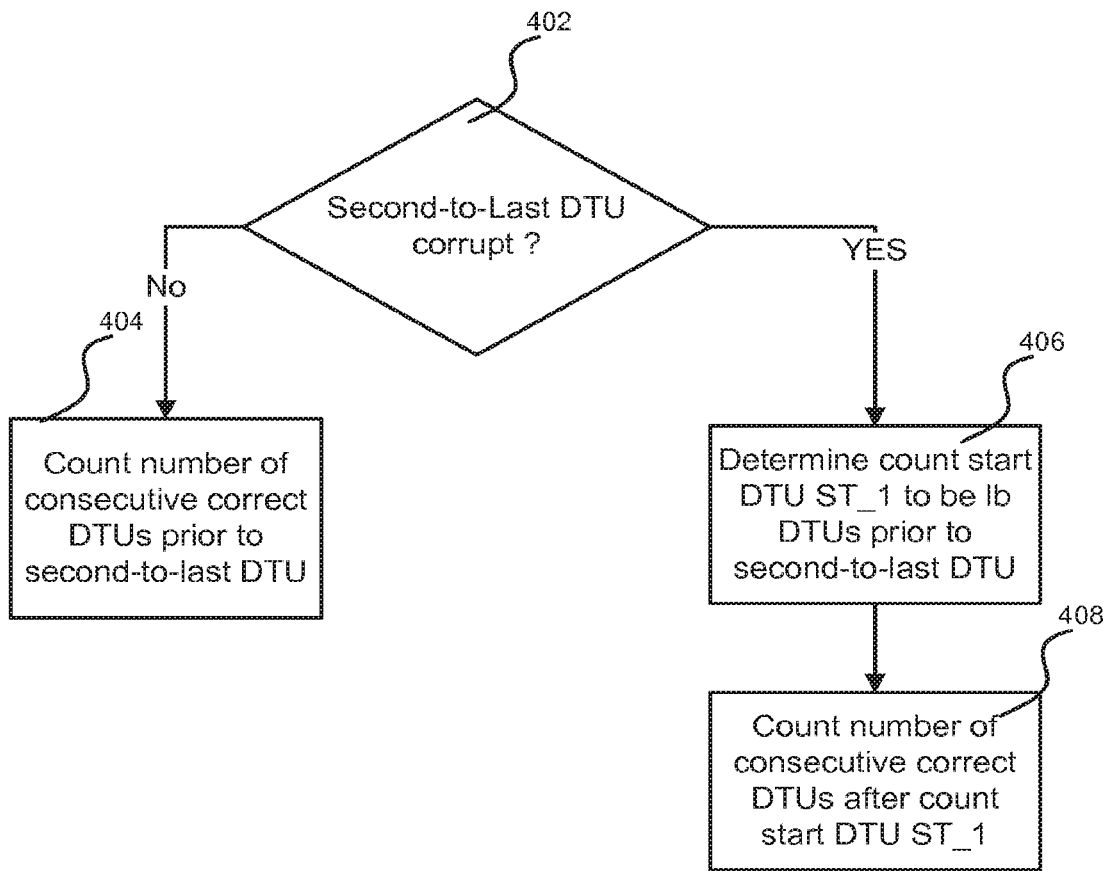 402
Second-to-Last DTU
corrupt ?
No
YES
404
Count number of
consecutive correct
DTUs prior to
second-to-last DTU
406
Determine count start
DTU ST_1 to be lb
DTUs prior to
second-to-last DTU
408
Count number of
consecutive correct
DTUs after count
start DTU ST_1